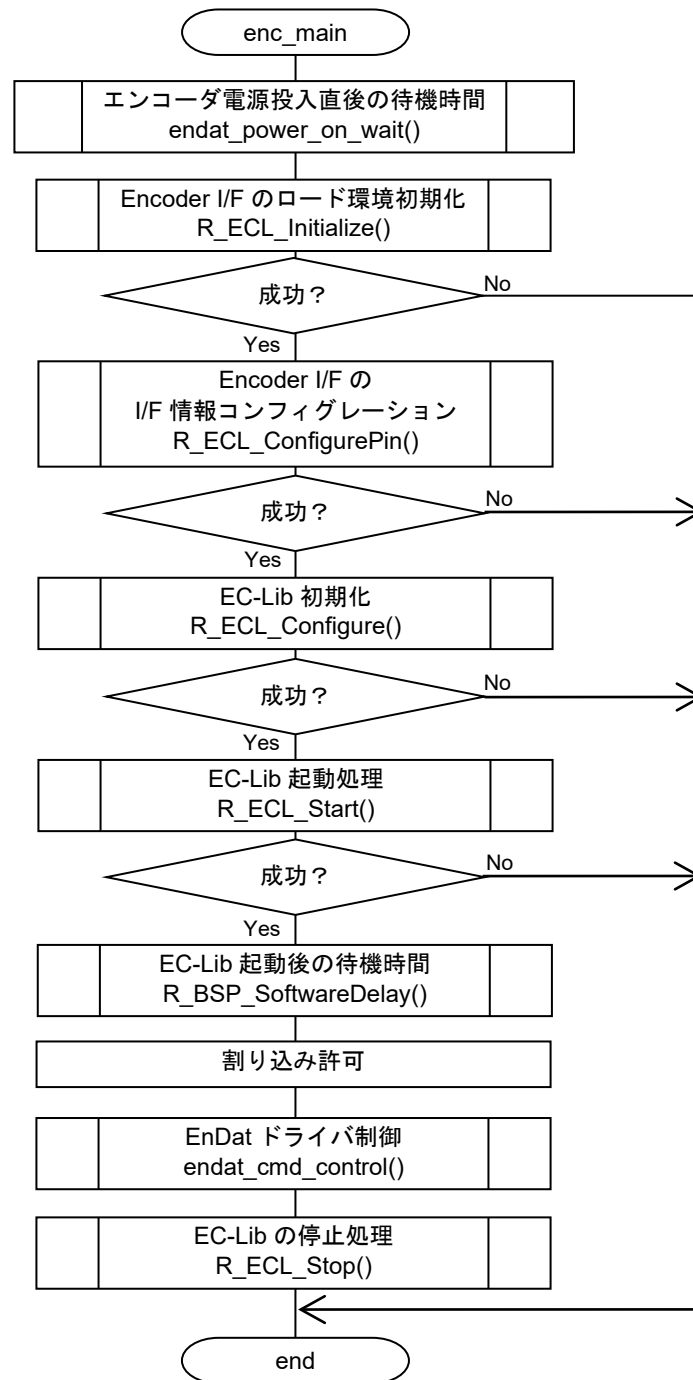 enc_main
エンコーダ電源投入直後の待機時間
endat_power_on_wait()
Encoder I/F のロード環境初期化
R_ECL_Initialize()
成功？
No
Yes
Encoder I/F の
I/F 情報コンフィグレーション
R_ECL_ConfigurePin()
成功？
No
Yes
EC-Lib 初期化
R_ECL_Configure()
成功？
No
Yes
EC-Lib 起動処理
R_ECL_Start()
成功？
No
Yes
EC-Lib 起動後の待機時間
R_BSP_SoftwareDelay()
割り込み許可
EnDat ドライバ制御
endat_cmd_control()
EC-Lib の停止処理
R_ECL_Stop()
end